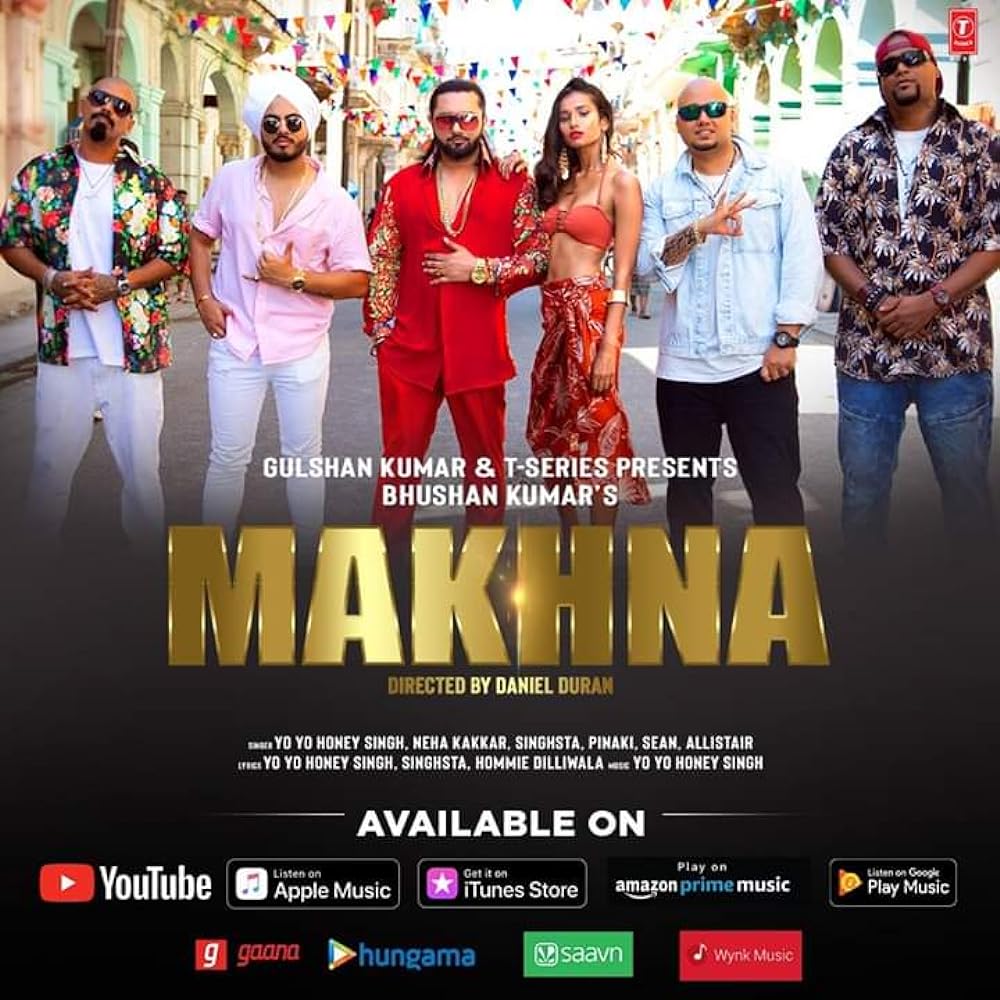 T
T-SERIES
GULSHAN KUMAR & T-SERIES PRESENTS
BHUSHAN KUMAR'S
MAKHNA
DIRECTED BY DANIEL DURAN
SINGER YO YO HONEY SINGH, NEHA KAKKAR, SINGHSTA, PINAKI, SEAN, ALLISTAIR
LYRICS YO YO HONEY SINGH, SINGHSTA, HOMMIE DILLIWALA MUSIC YO YO HONEY SINGH
AVAILABLE ON
YouTube
Listen on
Apple Music
Get it on
iTunes Store
Play on
amazon prime music
Listen on Google
Play Music
g gaana
hungama
saavn
Wynk Music